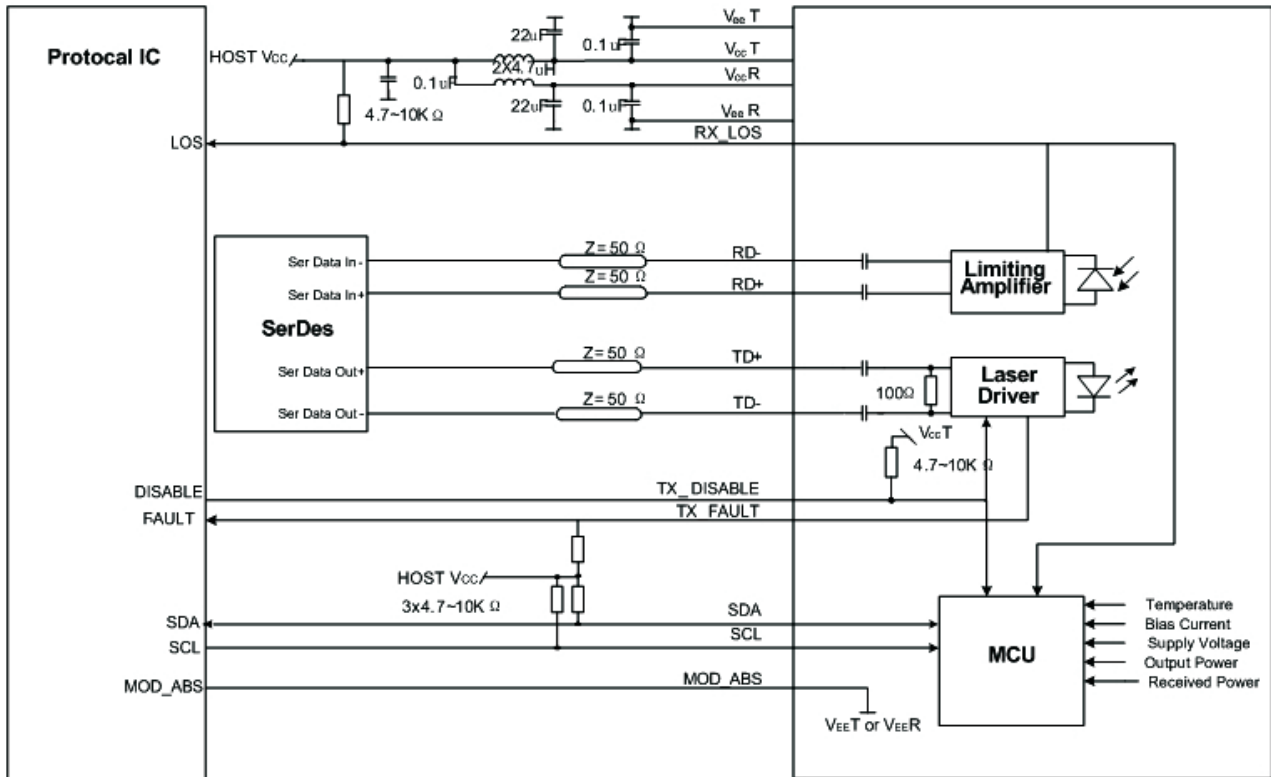 Protocal IC
HOST Vcc
22uF
0.1uF
VeeT
VccT
2X4.7uH
0.1uF
VccR
4.7~10K Ω
22uF
0.1uF
VeeR
LOS
RX_LOS
Ser Data In -
Z=50 Ω
RD-
Limiting
Amplifier
Ser Data In+
Z=50 Ω
RD+
SerDes
Ser Data Out+
Z=50 Ω
TD+
Laser
Driver
100Ω
Ser Data Out-
Z=50 Ω
TD-
VccT
4.7~10K Ω
DISABLE
TX_DISABLE
FAULT
TX_FAULT
HOST Vcc
3x4.7~10K Ω
SDA
SDA
SCL
SCL
MCU
Temperature
Bias Current
Supply Voltage
Output Power
Received Power
MOD_ABS
MOD_ABS
VEET or VEER